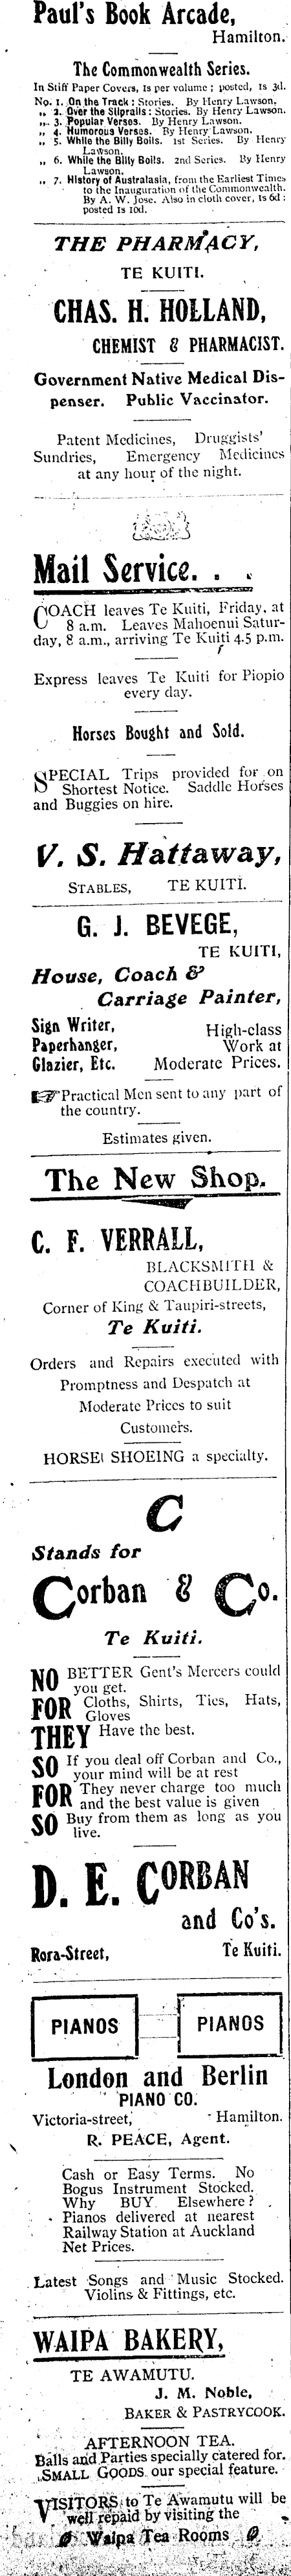 Paul's Book Arcade,
Hamilton.
The Commonwealth Series.
In Stiff Paper Covers, 1s per volume ; posted, 1s 3d.
No. 1. On the Track : Stories. By Henry Lawson.
„ 2. Over the Sliprails : Stories. By Henry Lawson.
„ 3. Popular Verses. By Henry Lawson.
„ 4. Humorous Verses. By Henry Lawson.
„ 5. While the Billy Boils. 1st Series. By Henry
Lawson.
„ 6. While the Billy Boils. 2nd Series. By Henry
Lawson.
„ 7. History of Australasia, from the Earliest Times
to the Inauguration of the Commonwealth.
By A. W. Jose. Also in cloth cover, 1s 6d :
posted 1s 10d.
THE PHARMACY,
TE KUITI.
CHAS. H. HOLLAND,
CHEMIST & PHARMACIST.
Government Native Medical Dis-
penser. Public Vaccinator.
Patent Medicines, Druggists'
Sundries, Emergency Medicines
at any hour of the night.
Mail Service. . .
COACH leaves Te Kuiti, Friday, at
8 a.m. Leaves Mahoenui Satur-
day, 8 a.m., arriving Te Kuiti 4.5 p.m.
Express leaves Te Kuiti for Piopio
every day.
Horses Bought and Sold.
SPECIAL Trips provided for on
Shortest Notice. Saddle Horses
and Buggies on hire.
V. S. Hattaway,
STABLES, TE KUITI.
G. J. BEVEGE,
TE KUITI,
House, Coach &
Carriage Painter,
Sign Writer, High-class
Paperhanger, Work at
Glazier, Etc. Moderate Prices.
☞ Practical Men sent to any part of
the country.
Estimates given.
The New Shop.
C. F. VERRALL,
BLACKSMITH &
COACHBUILDER,
Corner of King & Taupiri-streets,
Te Kuiti.
Orders and Repairs executed with
Promptness and Despatch at
Moderate Prices to suit
Customers.
HORSE SHOEING a specialty.
C
Stands for
Corban & Co.
Te Kuiti.
NO BETTER Gent's Mercers could
you get.
FOR Cloths, Shirts, Ties, Hats,
Gloves
THEY Have the best.
SO If you deal off Corban and Co.,
your mind will be at rest
FOR They never charge too much
and the best value is given
SO Buy from them as long as you
live.
D. E. CORBAN
and Co's.
Rora-Street, Te Kuiti.
PIANOS PIANOS
London and Berlin
PIANO CO.
Victoria-street, Hamilton.
R. PEACE, Agent.
Cash or Easy Terms. No
Bogus Instrument Stocked.
Why BUY Elsewhere ?
Pianos delivered at nearest
Railway Station at Auckland
Net Prices.
Latest Songs and Music Stocked.
Violins & Fittings, etc.
WAIPA BAKERY,
TE AWAMUTU.
J. M. Noble,
BAKER & PASTRYCOOK.
AFTERNOON TEA.
Balls and Parties specially catered for.
SMALL GOODS our special feature.
VISITORS to Te Awamutu will be
well repaid by visiting the
Waipa Tea Rooms